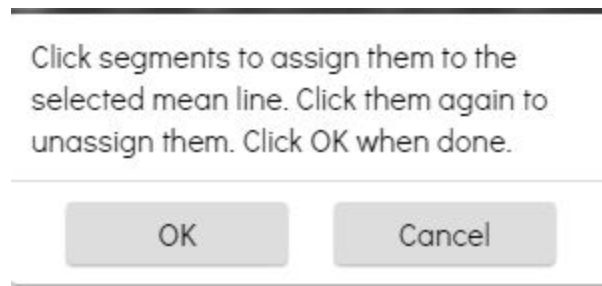 Click segments to assign them to the
selected mean line. Click them again to
unassign them. Click OK when done.
OK
Cancel